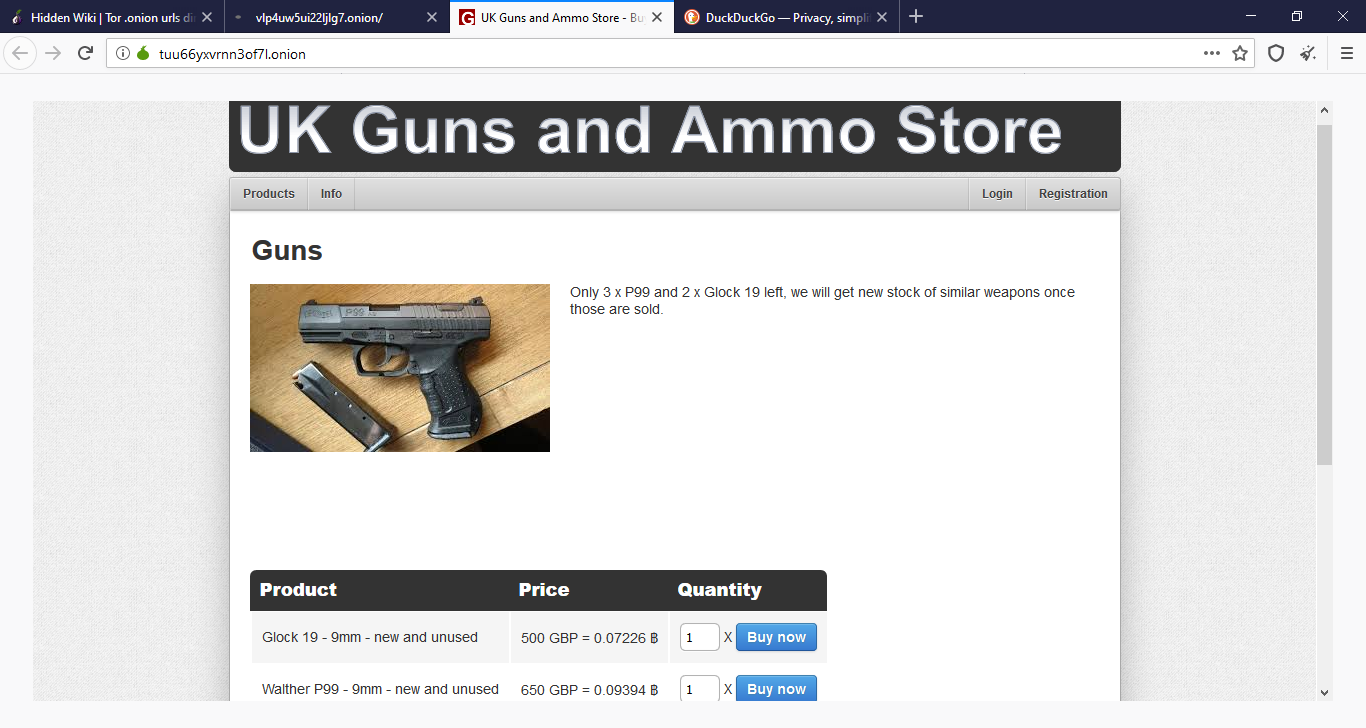 Hidden Wiki | Tor .onion urls di
vlp4uw5ui22ljlg7.onion/
UK Guns and Ammo Store - Bu
DuckDuckGo — Privacy, simpli
tuu66yxvrnn3of7l.onion
UK Guns and Ammo Store
Products Info Login Registration
Guns
Only 3 x P99 and 2 x Glock 19 left, we will get new stock of similar weapons once
those are sold.
P99
Product Price Quantity
Glock 19 - 9mm - new and unused 500 GBP = 0.07226 ฿ 1 X Buy now
Walther P99 - 9mm - new and unused 650 GBP = 0.09394 ฿ 1 X Buy now